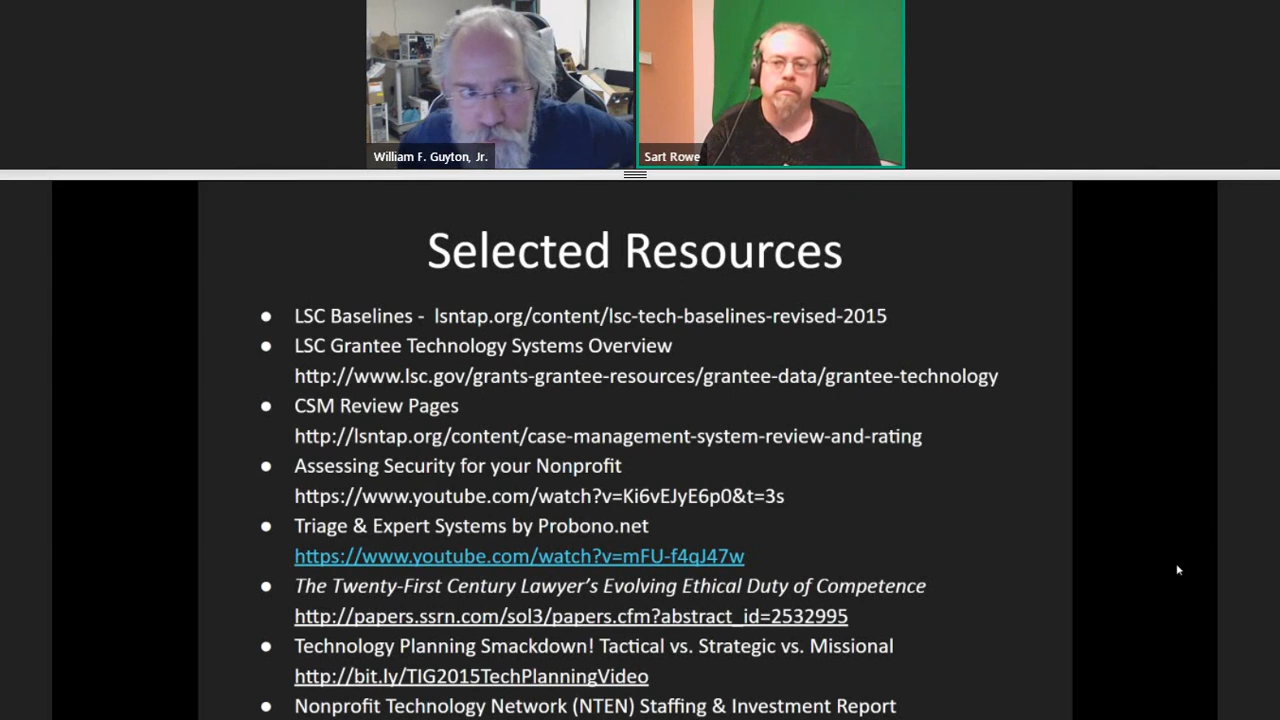 William F. Guyton, Jr.
Sart Rowe
Selected Resources
● LSC Baselines - lsntap.org/content/lsc-tech-baselines-revised-2015
● LSC Grantee Technology Systems Overview
http://www.lsc.gov/grants-grantee-resources/grantee-data/grantee-technology
● CSM Review Pages
http://lsntap.org/content/case-management-system-review-and-rating
● Assessing Security for your Nonprofit
https://www.youtube.com/watch?v=Ki6vEJyE6p0&t=3s
● Triage & Expert Systems by Probono.net
https://www.youtube.com/watch?v=mFU-f4qJ47w
● The Twenty-First Century Lawyer’s Evolving Ethical Duty of Competence
http://papers.ssrn.com/sol3/papers.cfm?abstract_id=2532995
● Technology Planning Smackdown! Tactical vs. Strategic vs. Missional
http://bit.ly/TIG2015TechPlanningVideo
● Nonprofit Technology Network (NTEN) Staffing & Investment Report